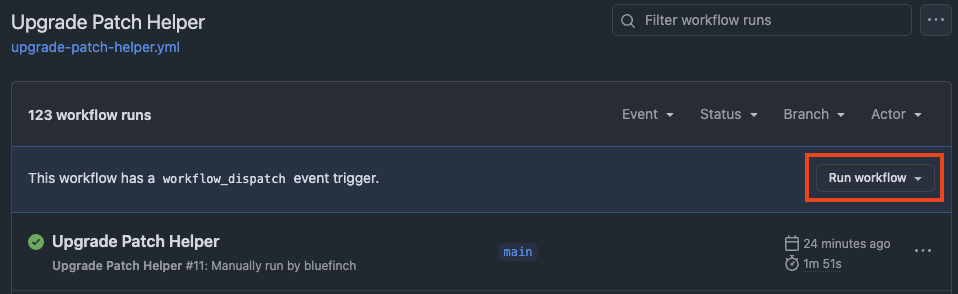 Upgrade Patch Helper
Filter workflow runs
upgrade-patch-helper.yml
123 workflow runs
Event
Status
Branch
Actor
This workflow has a workflow_dispatch event trigger.
Run workflow
Upgrade Patch Helper
main
24 minutes ago
Upgrade Patch Helper #11: Manually run by bluefinch
1m 51s